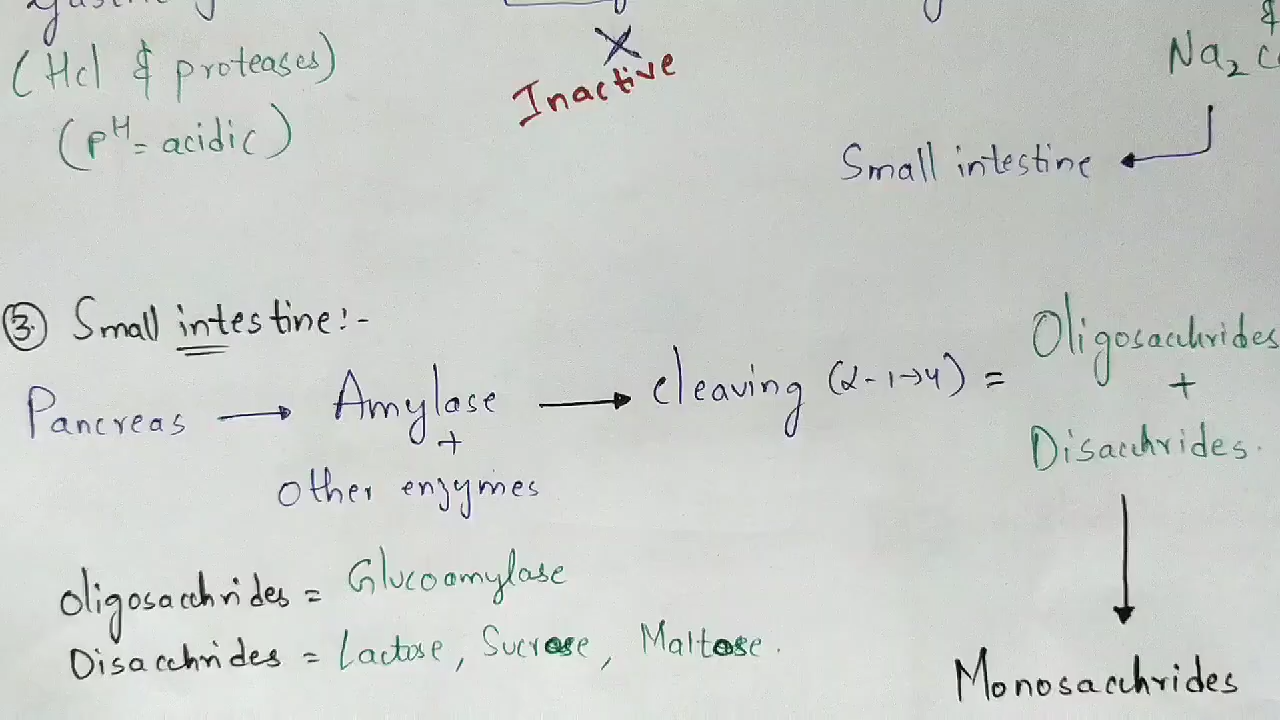 (Hcl & proteases)
(pH = acidic)
X
Inactive
&
Na2
Small intestine
③ Small intestine:-
Pancreas → Amylase → cleaving (α-1→4) =
+
other enzymes
Oligosacchrides
+
Disacchrides.
Monosacchrides
Oligosacchrides = Glucoamylase
Disacchrides = Lactose, Sucrose, Maltose.